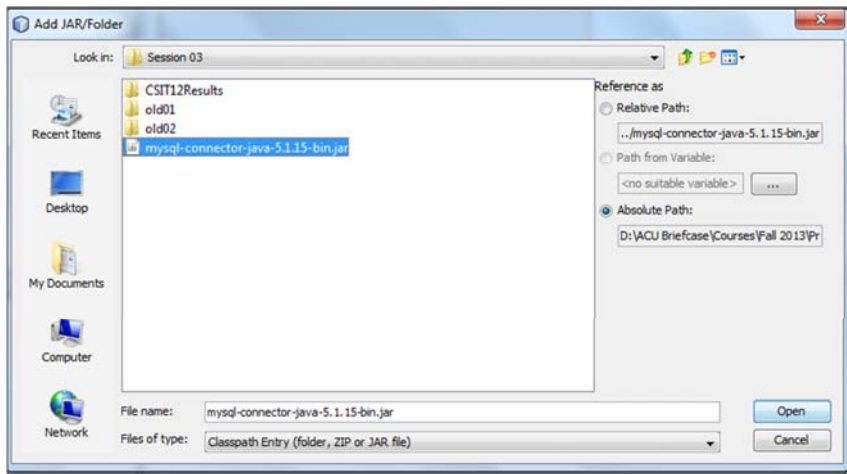 Add JAR/Folder
Look in:
Session 03
Recent Items
Desktop
My Documents
Computer
Network
CSIT12Results
old01
old02
mysql-connector-java-5.1.15-bin.jar
Reference as
Relative Path:
../mysql-connector-java-5.1.15-bin.jar
Path from Variable:
<no suitable variable>
...
Absolute Path:
D:\ACU Briefcase\Courses\Fall 2013\Pr
File name:
mysql-connector-java-5.1.15-bin.jar
Open
Files of type:
Classpath Entry (folder, ZIP or JAR file)
Cancel